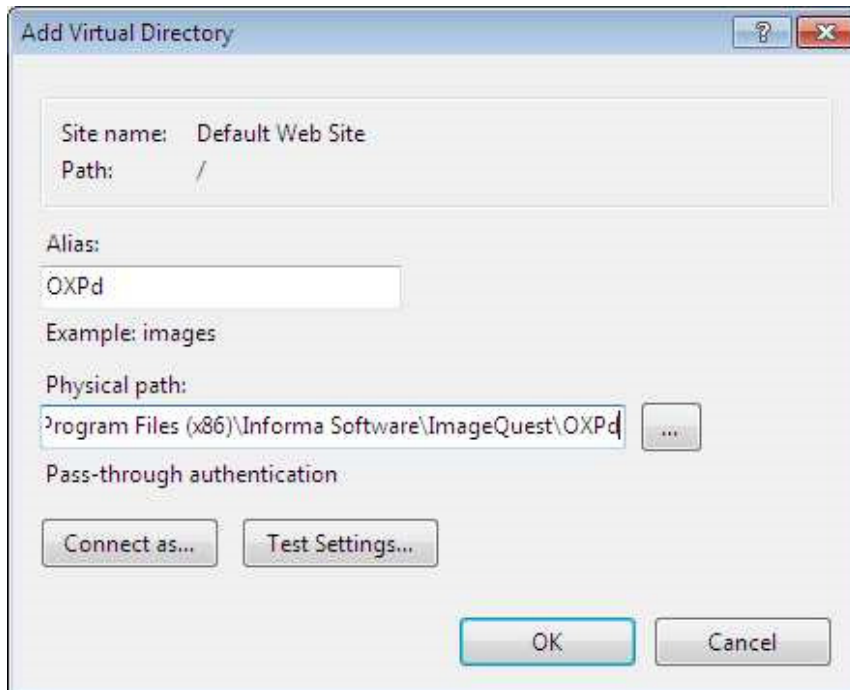 Add Virtual Directory
Site name: Default Web Site
Path: /
Alias:
OXPd
Example: images
Physical path:
Program Files (x86)\Informa Software\ImageQuest\OXPd
...
Pass-through authentication
Connect as... Test Settings...
OK Cancel